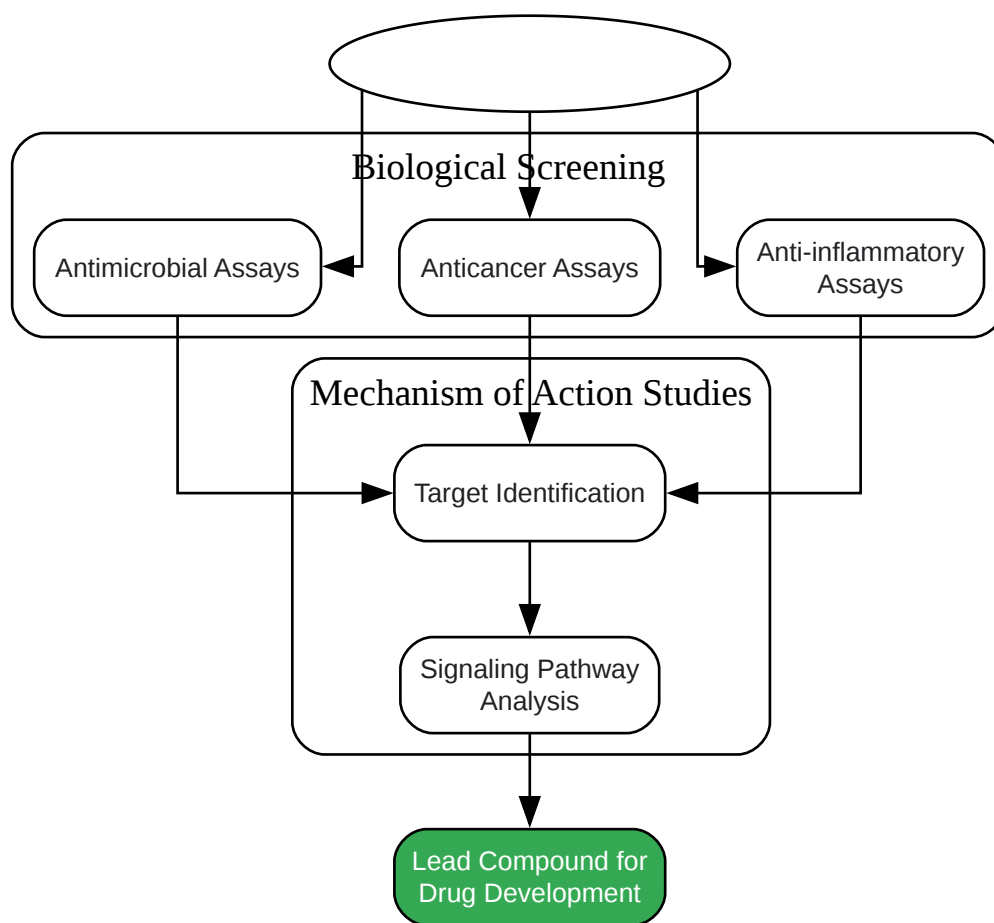 Biological Screening
Antimicrobial Assays
Anticancer Assays
Anti-inflammatory
Assays
Mechanism of Action Studies
Target Identification
Signaling Pathway
Analysis
Lead Compound for
Drug Development